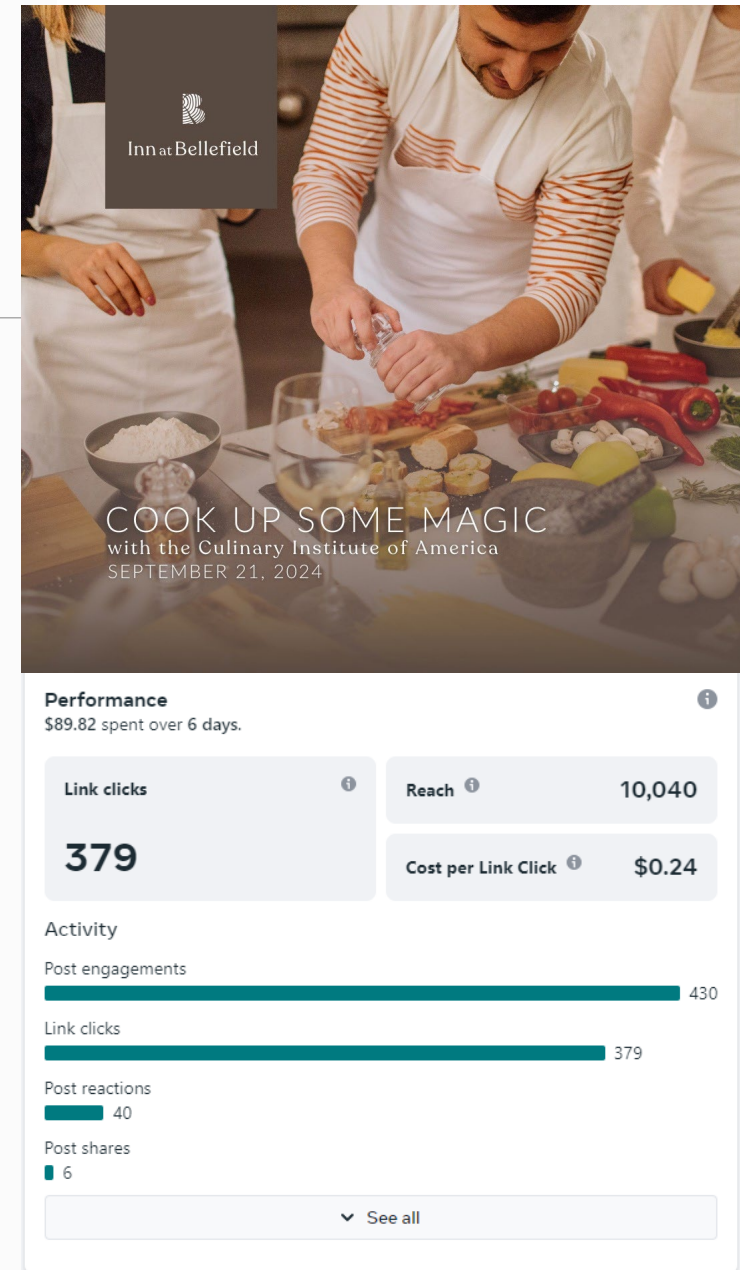 Inn at Bellefield
COOK UP SOME MAGIC
with the Culinary Institute of America
SEPTEMBER 21, 2024
Performance
$89.82 spent over 6 days.
Link clicks
379
Reach 10,040
Cost per Link Click $0.24
Activity
Post engagements
430
Link clicks
379
Post reactions
40
Post shares
6
See all